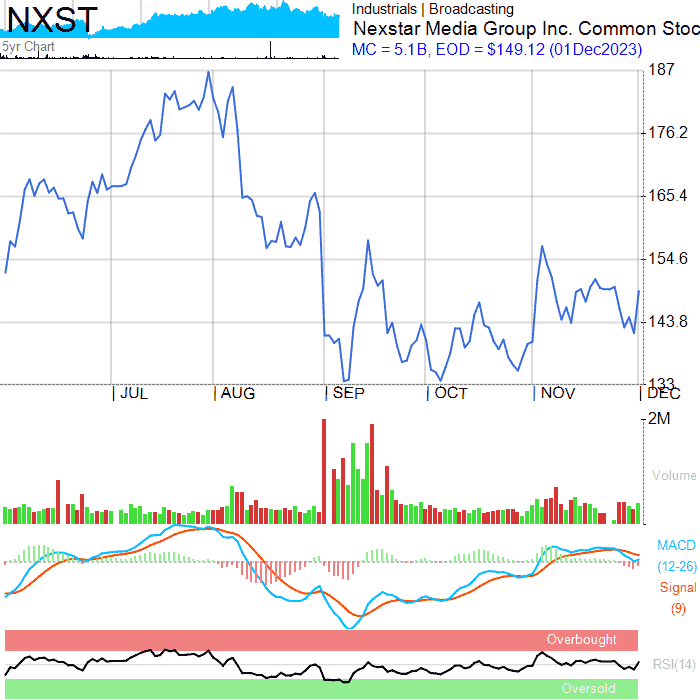 NXST
5yr Chart
Industrials | Broadcasting
Nexstar Media Group Inc. Common Stoc
MC = 5.1B, EOD = $149.12 (01Dec2023)
187
176.2
165.4
154.6
143.8
133
JUL
AUG
SEP
OCT
NOV
DEC
2M
Volume
MACD
(12-26)
Signal
(9)
Overbought
RSI(14)
Oversold